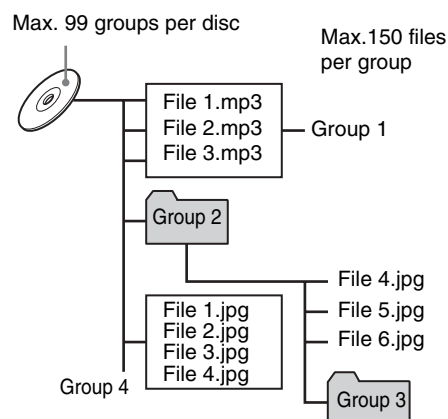 Max. 99 groups per disc
Max.150 files
per group
File 1.mp3
File 2.mp3
File 3.mp3
Group 1
Group 2
File 4.jpg
File 5.jpg
File 6.jpg
Group 3
File 1.jpg
File 2.jpg
File 3.jpg
File 4.jpg
Group 4